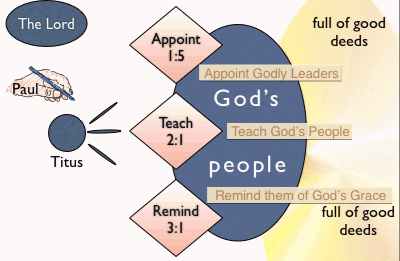 The Lord
Appoint
1:5
full of good
deeds
Appoint Godly Leaders
Paul
God's
Teach
2:1
Teach God's People
Titus
people
Remind them of God's Grace
Remind
3:1
full of good
deeds